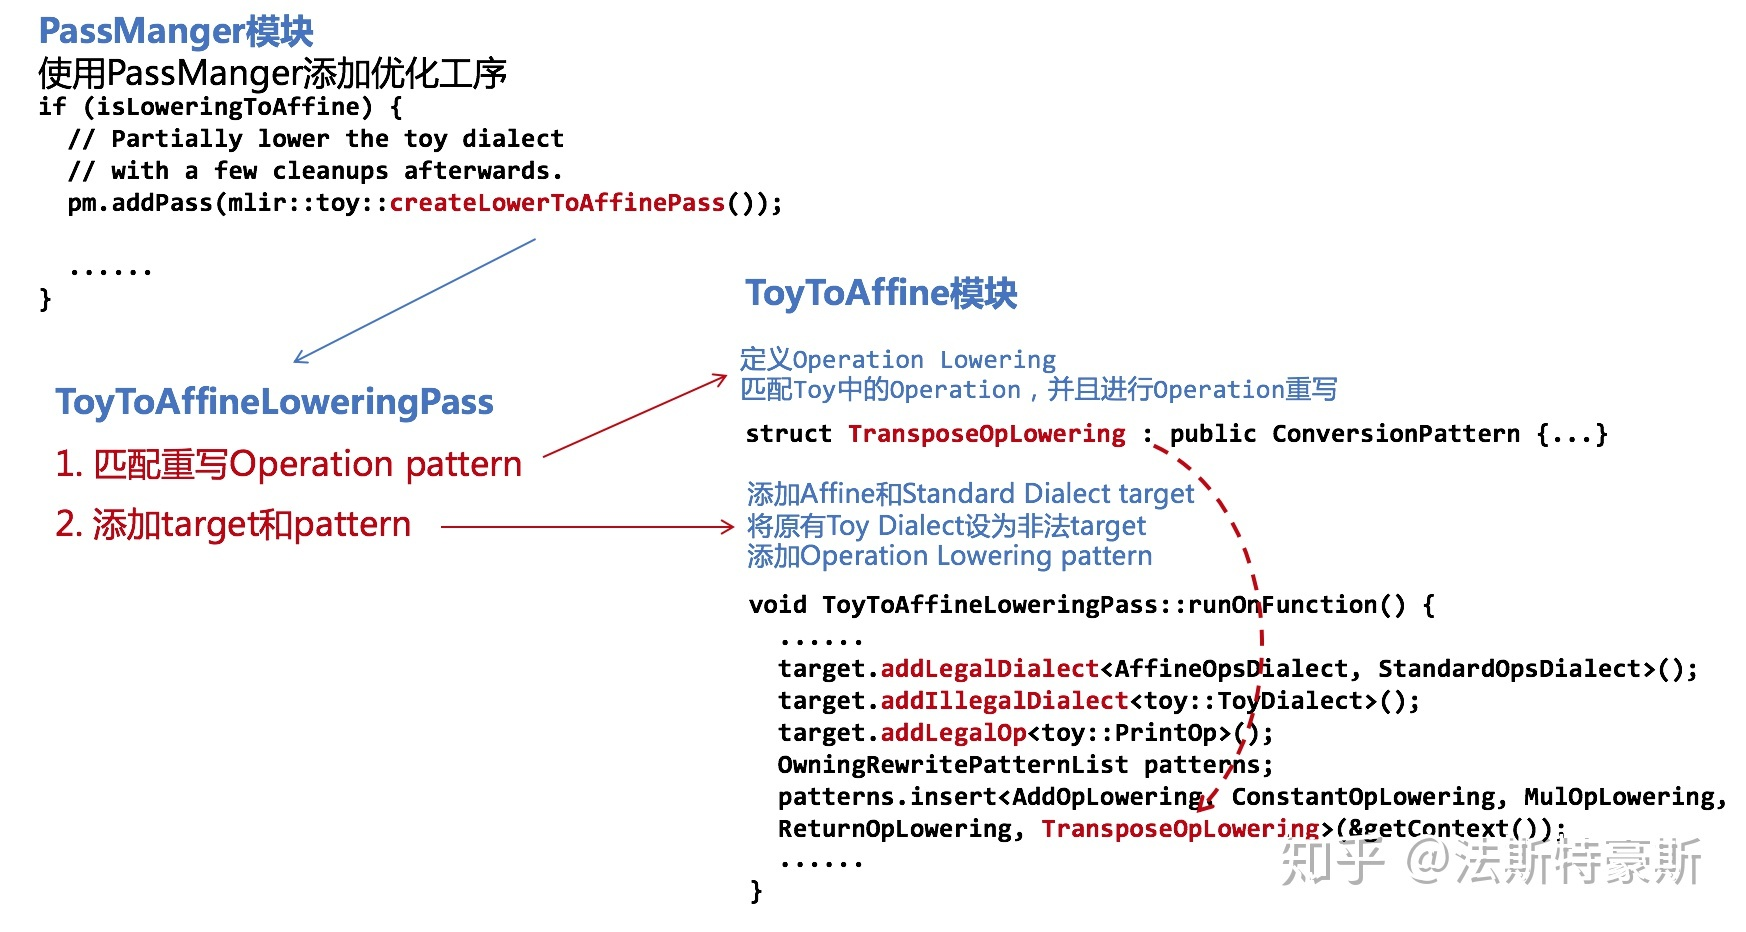 PassManger模块
使用PassManger添加优化工序
if (isLoweringToAffine) {
// Partially lower the toy dialect
// with a few cleanups afterwards.
pm.addPass(mlir::toy::createLowerToAffinePass());
......
}
ToyToAffineLoweringPass
1. 匹配重写Operation pattern
2. 添加target和pattern
ToyToAffine模块
定义Operation Lowering
匹配Toy中的Operation，并且进行Operation重写
struct TransposeOpLowering : public ConversionPattern {...}
添加Affine和Standard Dialect target
将原有Toy Dialect设为非法target
添加Operation Lowering pattern
void ToyToAffineLoweringPass::runOnFunction() {
......
target.addLegalDialect<AffineOpsDialect, StandardOpsDialect>();
target.addIllegalDialect<toy::ToyDialect>();
target.addLegalOp<toy::PrintOp>();
OwningRewritePatternList patterns;
patterns.insert<AddOpLowering, ConstantOpLowering, MulOpLowering,
ReturnOpLowering, TransposeOpLowering>(&getContext());
......
}
知乎 @法斯特豪斯